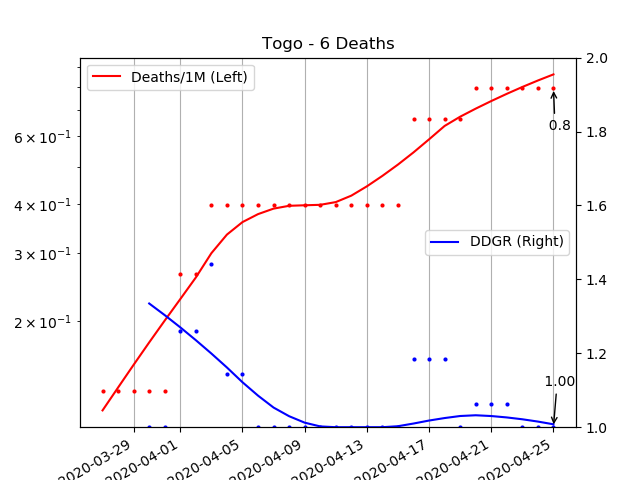 Togo - 6 Deaths
Deaths/1M (Left)
DDGR (Right)
6 × 10⁻¹
4 × 10⁻¹
3 × 10⁻¹
2 × 10⁻¹
2.0
1.8
1.6
1.4
1.2
1.0
0.8
1.00
2020-03-29
2020-04-01
2020-04-05
2020-04-09
2020-04-13
2020-04-17
2020-04-21
2020-04-25